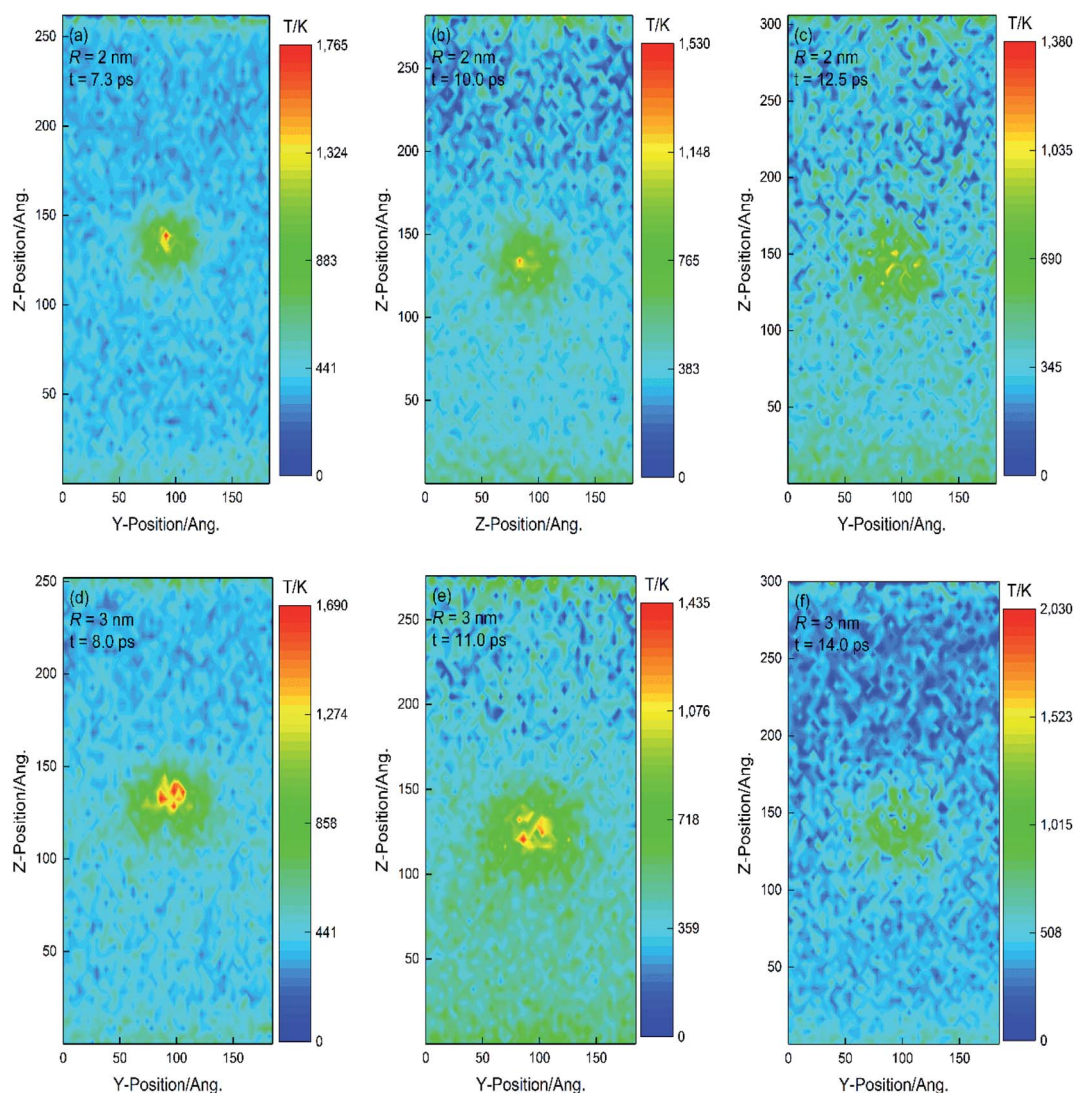 (a)
R = 2 nm
t = 7.3 ps
T/K
1,765
1,324
883
441
0
250
200
150
100
50
0
50
100
150
Z-Position/Ang.
Y-Position/Ang.
(b)
R = 2 nm
t = 10.0 ps
T/K
1,530
1,148
765
383
0
250
200
150
100
50
0
50
100
150
Z-Position/Ang.
Z-Position/Ang.
(c)
R = 2 nm
t = 12.5 ps
T/K
1,380
1,035
690
345
0
300
250
200
150
100
50
0
50
100
150
Z-Position/Ang.
Y-Position/Ang.
(d)
R = 3 nm
t = 8.0 ps
T/K
1,690
1,274
858
441
0
250
200
150
100
50
0
50
100
150
Z-Position/Ang.
Y-Position/Ang.
(e)
R = 3 nm
t = 11.0 ps
T/K
1,435
1,076
718
359
0
250
200
150
100
50
0
50
100
150
Z-Position/Ang.
Y-Position/Ang.
(f)
R = 3 nm
t = 14.0 ps
T/K
2,030
1,523
1,015
508
0
300
250
200
150
100
50
0
50
100
150
Z-Position/Ang.
Y-Position/Ang.